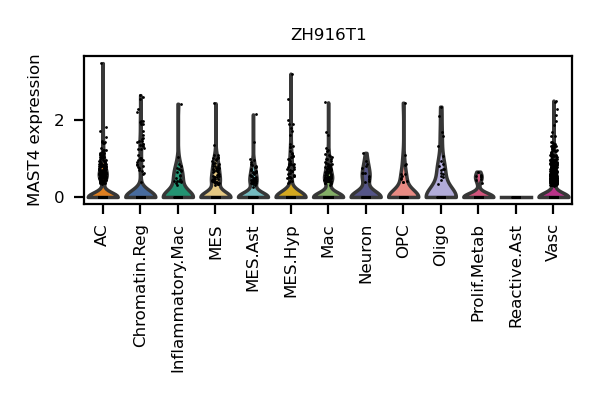 ZH916T1
MAST4 expression
2
0
AC
Chromatin.Reg
Inflammatory.Mac
MES
MES.Ast
MES.Hyp
Mac
Neuron
OPC
Oligo
Prolif.Metab
Reactive.Ast
Vasc